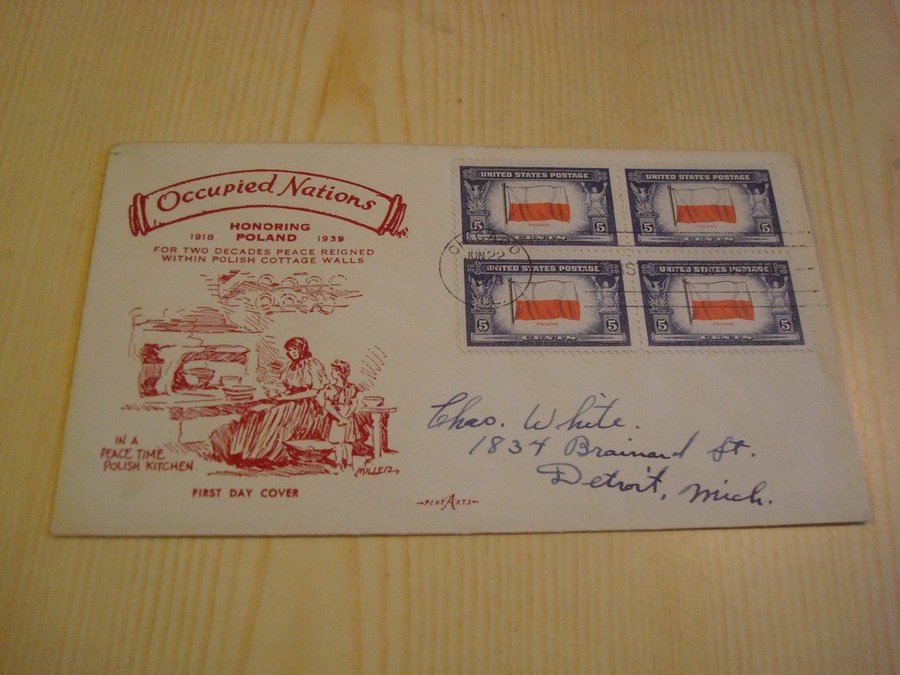 Occupied Nations
HONORING
1918 POLAND 1939
FOR TWO DECADES PEACE REIGNED
WITHIN POLISH COTTAGE WALLS
IN A
PEACE TIME
POLISH KITCHEN.
MILLER
FIRST DAY COVER
PENT ARTS
UNITED STATES POSTAGE
POLAND
5 CENTS 5
UNITED STATES POSTAGE
POLAND
5 CENTS 5
UNITED STATES POSTAGE
POLAND
5 CENTS 5
UNITED STATES POSTAGE
POLAND
5 CENTS 5
CHICAGO
JUN 22
Chas. White.
1834 Brainard St.
Detroit, Mich.